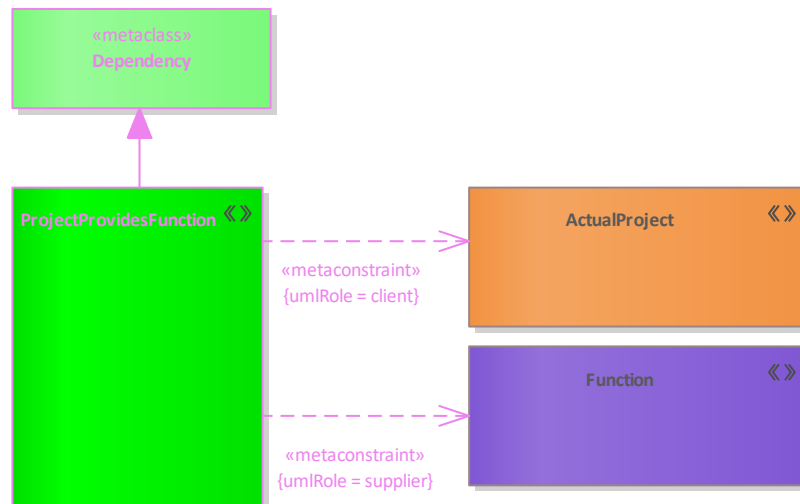 «metaclass»
Dependency
ProjectProvidesFunction «»
ActualProject «»
«metaconstraint»
{umlRole = client}
Function «»
«metaconstraint»
{umlRole = supplier}